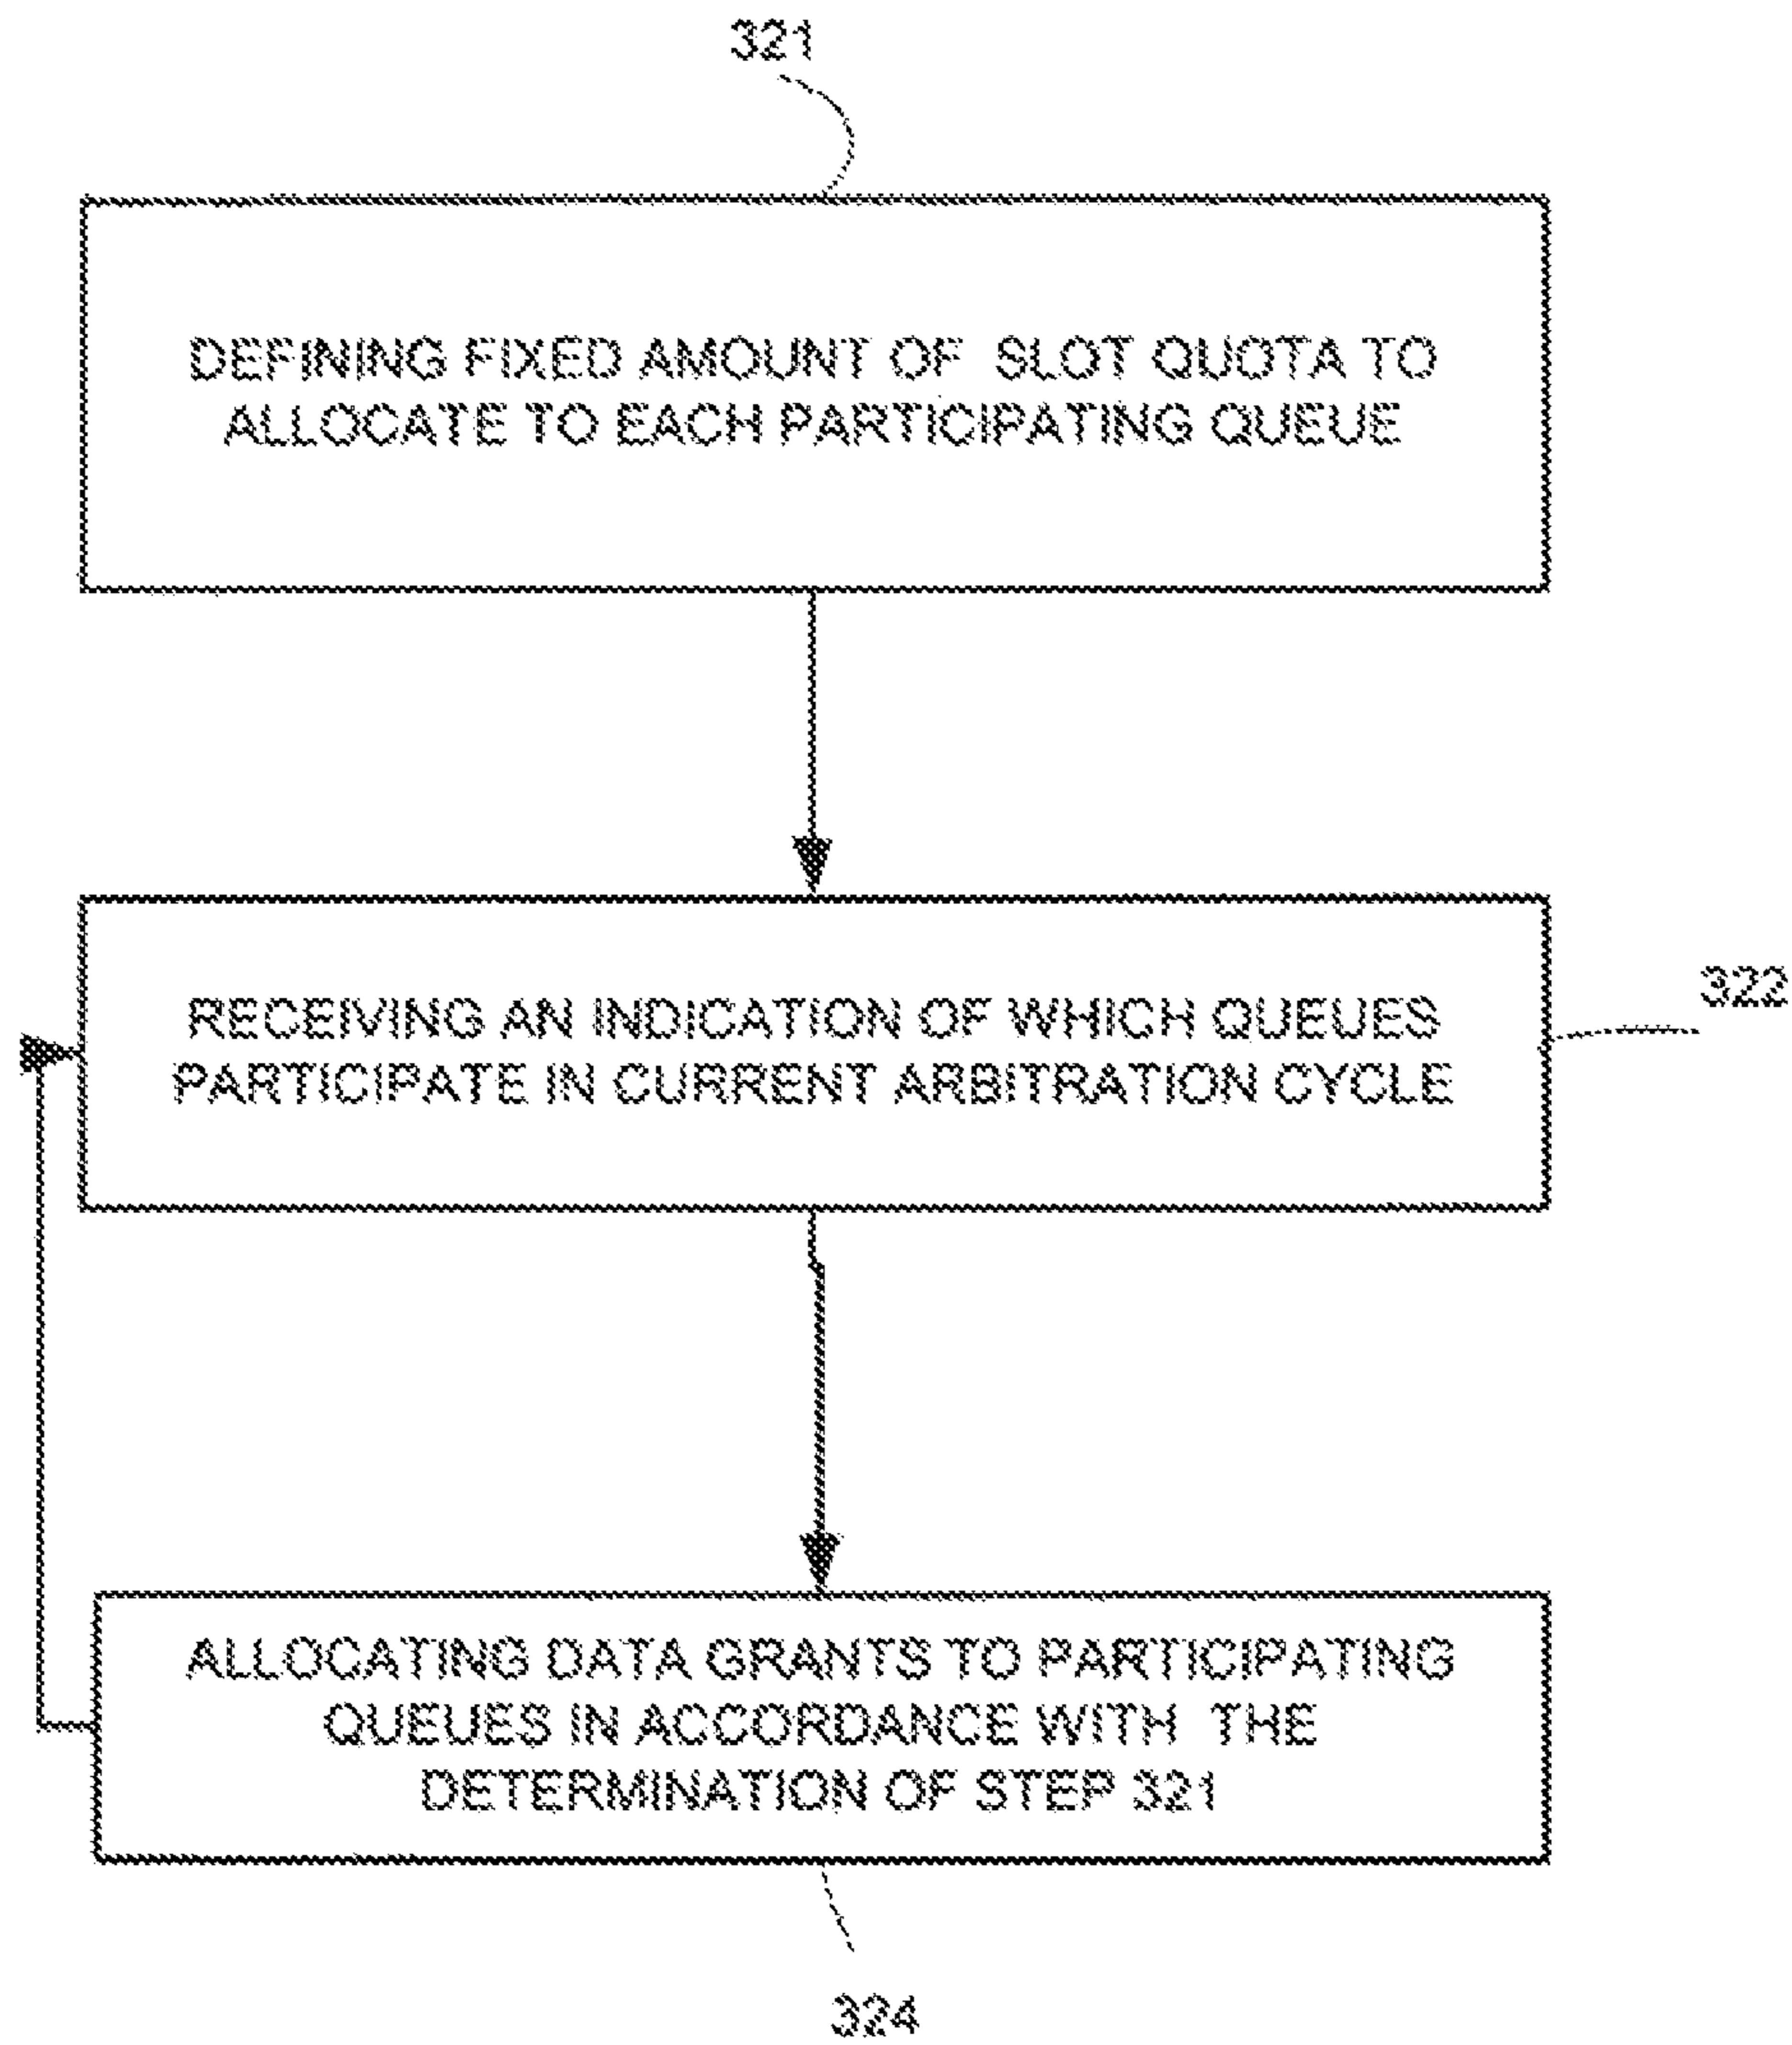 321
DEFINING FIXED AMOUNT OF SLOT QUOTA TO
ALLOCATE TO EACH PARTICIPATING QUEUE
RECEIVING AN INDICATION OF WHICH QUEUES
PARTICIPATE IN CURRENT ARBITRATION CYCLE
322
ALLOCATING DATA GRANTS TO PARTICIPATING
QUEUES IN ACCORDANCE WITH THE
DETERMINATION OF STEP 321
324